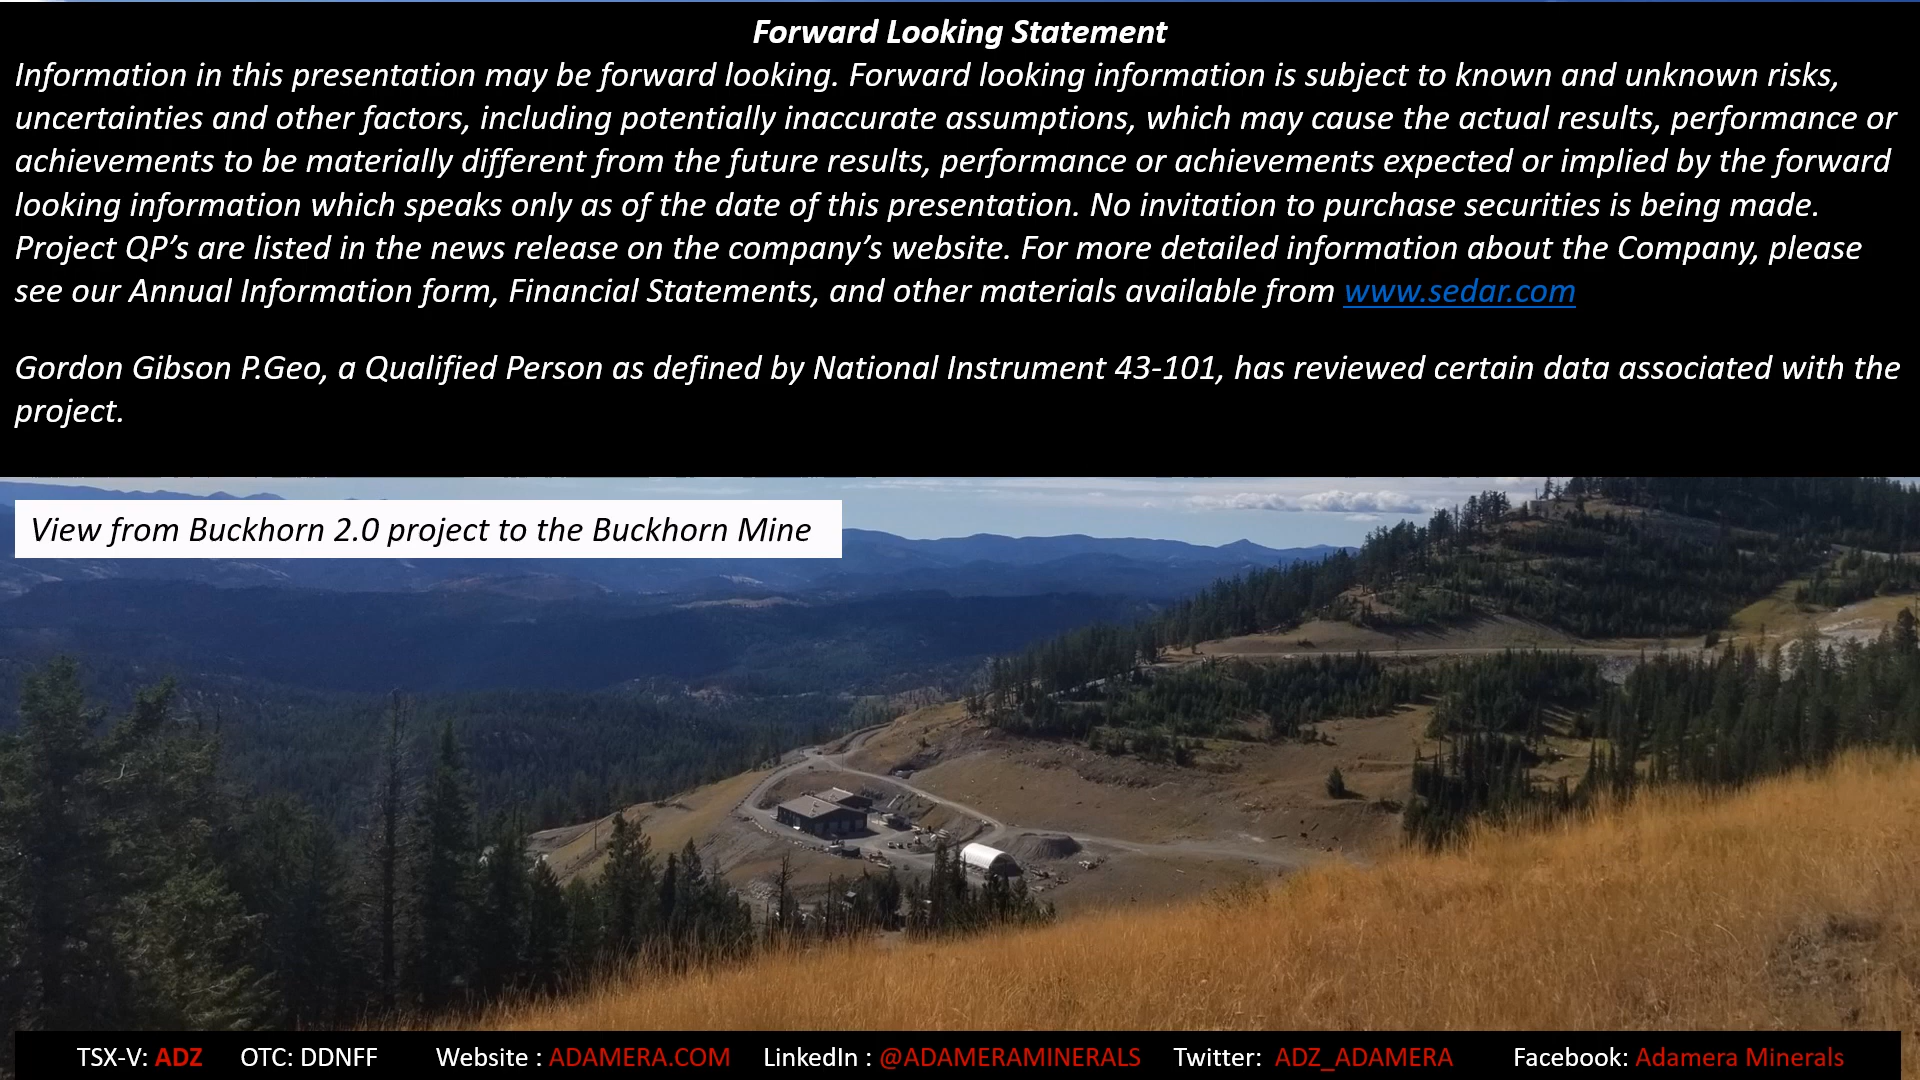 Forward Looking Statement
Information in this presentation may be forward looking. Forward looking information is subject to known and unknown risks,
uncertainties and other factors, including potentially inaccurate assumptions, which may cause the actual results, performance or
achievements to be materially different from the future results, performance or achievements expected or implied by the forward
looking information which speaks only as of the date of this presentation. No invitation to purchase securities is being made.
Project QP’s are listed in the news release on the company’s website. For more detailed information about the Company, please
see our Annual Information form, Financial Statements, and other materials available from www.sedar.com
Gordon Gibson P.Geo, a Qualified Person as defined by National Instrument 43-101, has reviewed certain data associated with the
project.
View from Buckhorn 2.0 project to the Buckhorn Mine
TSX-V: ADZ OTC: DDNFF Website : ADAMERA.COM LinkedIn : @ADAMERAMINERALS Twitter: ADZ_ADAMERA Facebook: Adamera Minerals